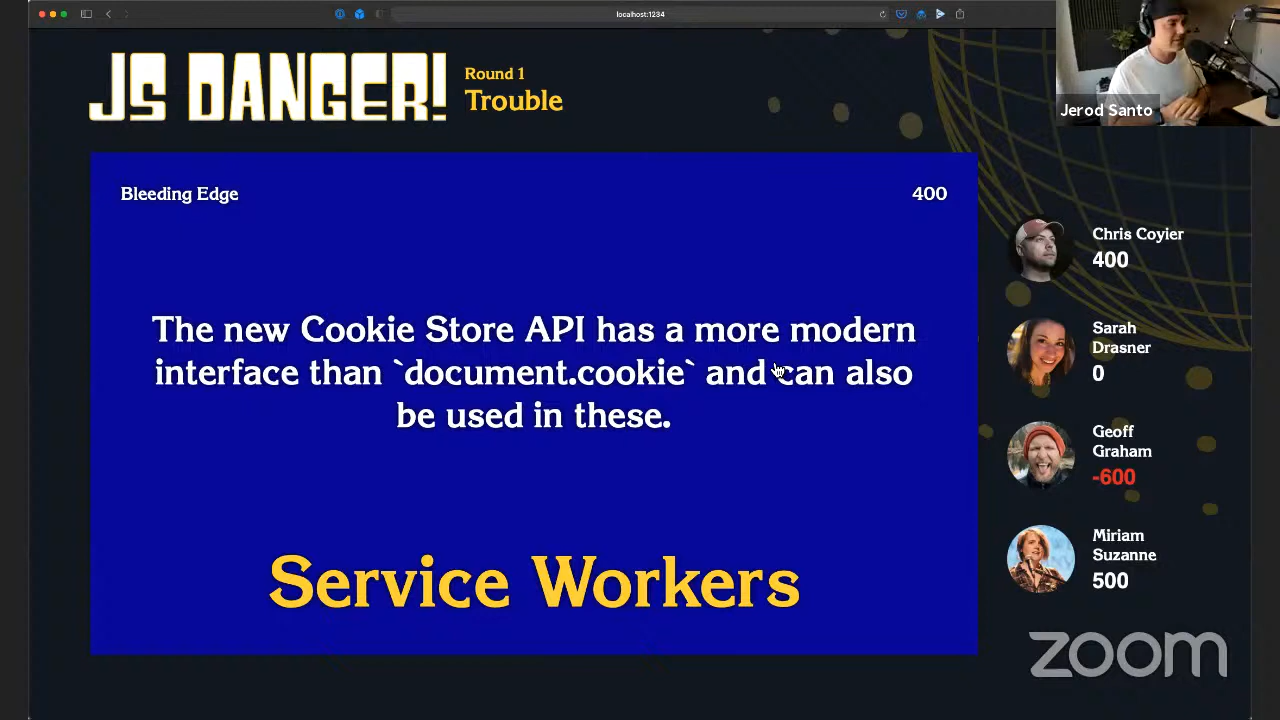 localhost:1234
JS DANGER!
Round 1
Trouble
Jerod Santo
Bleeding Edge
400
The new Cookie Store API has a more modern
interface than `document.cookie` and can also
be used in these.
Service Workers
Chris Coyier
400
Sarah
Drasner
0
Geoff
Graham
-600
Miriam
Suzanne
500
zoom